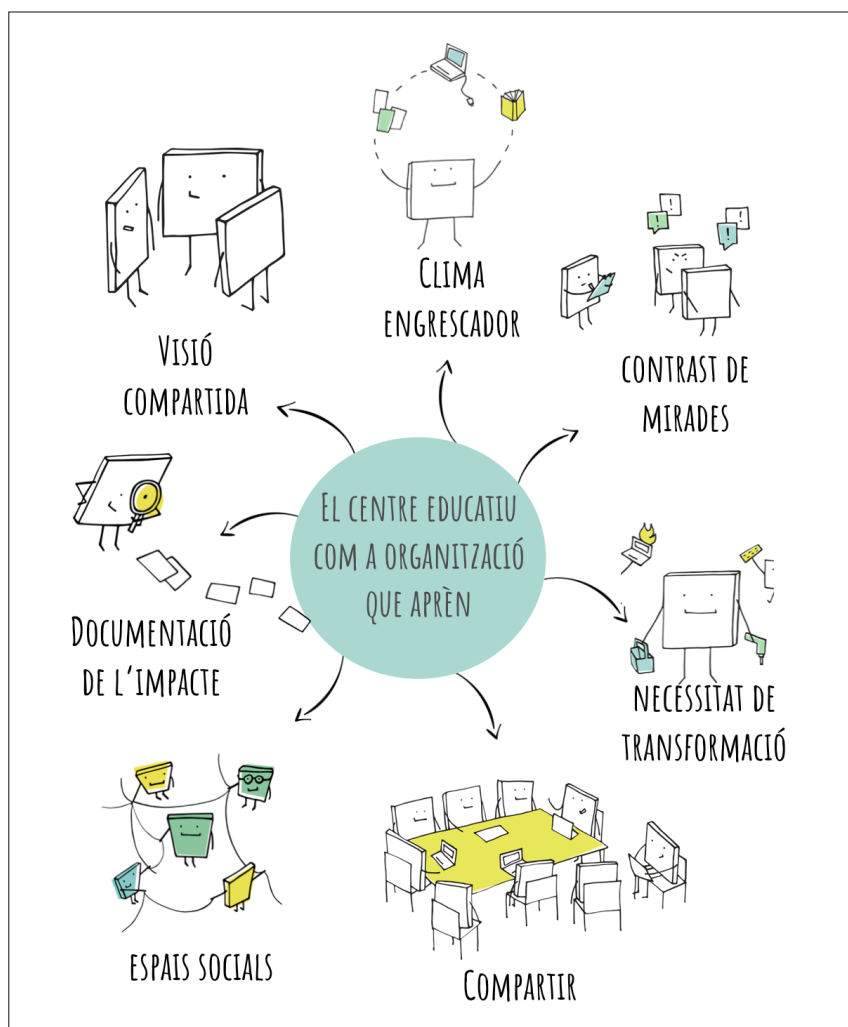 Clima
engrescador
Visió
compartida
contrast de
mirades
El centre educatiu
com a organització
que aprèn
Documentació
de l'impacte
necessitat de
transformació
espais socials
Compartir